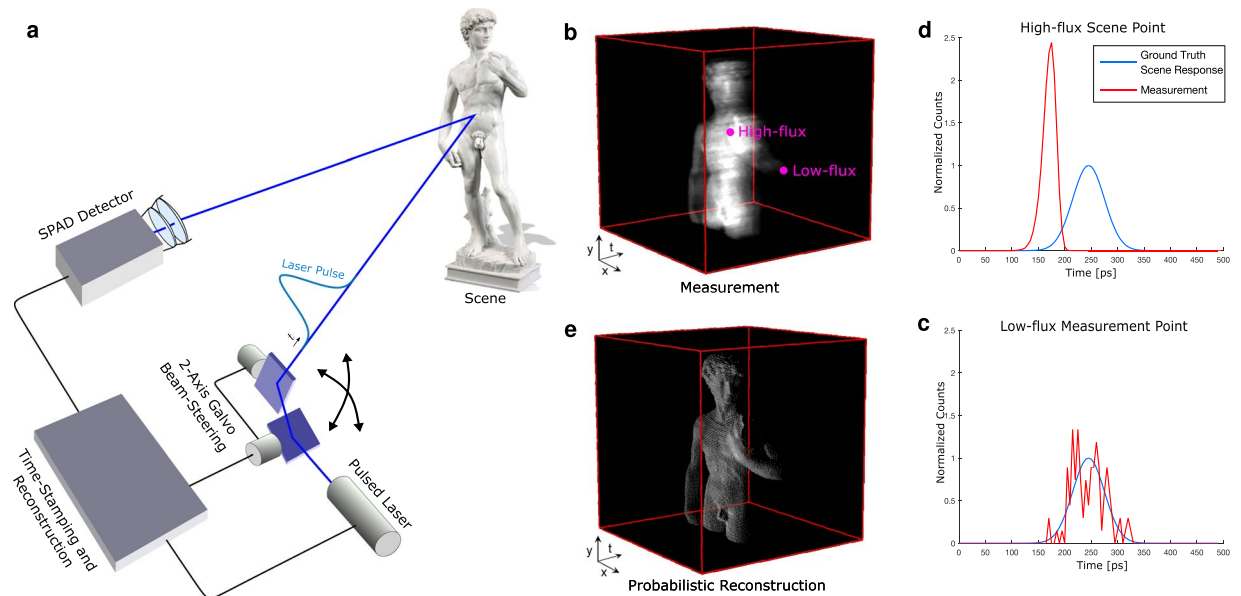 a
SPAD Detector
Laser Pulse
t
Scene
2-Axis Galvo
Beam-Steering
Time-Stamping and
Reconstruction
Pulsed Laser
b
High-flux
Low-flux
y
t
x
Measurement
e
y
t
x
Probabilistic Reconstruction
d
High-flux Scene Point
Ground Truth
Scene Response
Measurement
Normalized Counts
2.5
2
1.5
1
0.5
0
0 50 100 150 200 250 300 350 400 450 500
Time [ps]
c
Low-flux Measurement Point
Normalized Counts
2.5
2
1.5
1
0.5
0
0 50 100 150 200 250 300 350 400 450 500
Time [ps]